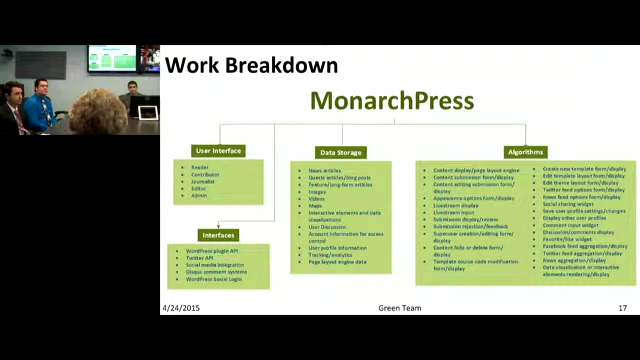 Work Breakdown
MonarchPress
User Interface
Reader
Contributor
Journalist
Editor
Admin
Interfaces
WordPress plugin API
Twitter API
Social media integration
Disqus comment systems
WordPress Social Login
Data Storage
News articles
Guests articles/blog posts
Feature/long-form articles
Images
Videos
Maps
Interactive elements and data
visualizations
User Discussion
Account information for access
control
User profile information
Tracking/analytics
Page layout engine data
Algorithms
Content display/page layout engine
Content submission form/display
Content editing submission form/
display
Appearance options form/display
Livestream display
Livestream input
Submission display/review
Submission rejection/feedback
Superuser creation/editing form/
display
Content hide or delete form/
display
Template source code modification
form/display
Create new template form/display
Edit template layout form/display
Edit theme layout form/display
Twitter feed options form/display
News feed options form/display
Social sharing widget
Save user profile settings/changes
Display other user profiles
Comment input widget
Discussion/comments display
Favorite/like widget
Facebook feed aggregation/display
Twitter feed aggregation/display
News aggregation/display
Data visualization or interactive
elements rendering/display
4/24/2015
Green Team
17